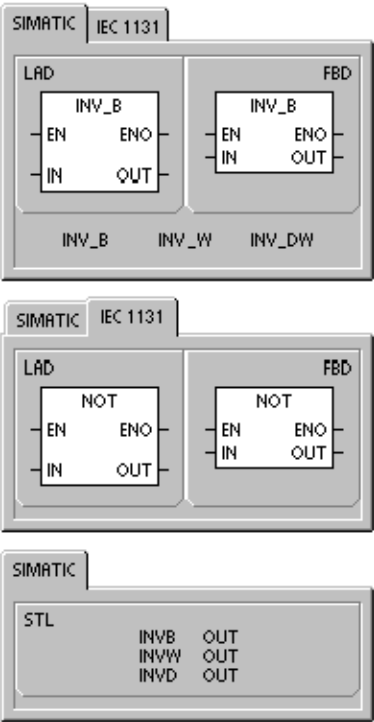 SIMATIC IEC 1131
LAD FBD
INV_B INV_B
EN ENO EN ENO
IN OUT IN OUT
INV_B INV_W INV_DW
SIMATIC IEC 1131
LAD FBD
NOT NOT
EN ENO EN ENO
IN OUT IN OUT
SIMATIC
STL
INVB OUT
INVW OUT
INVD OUT